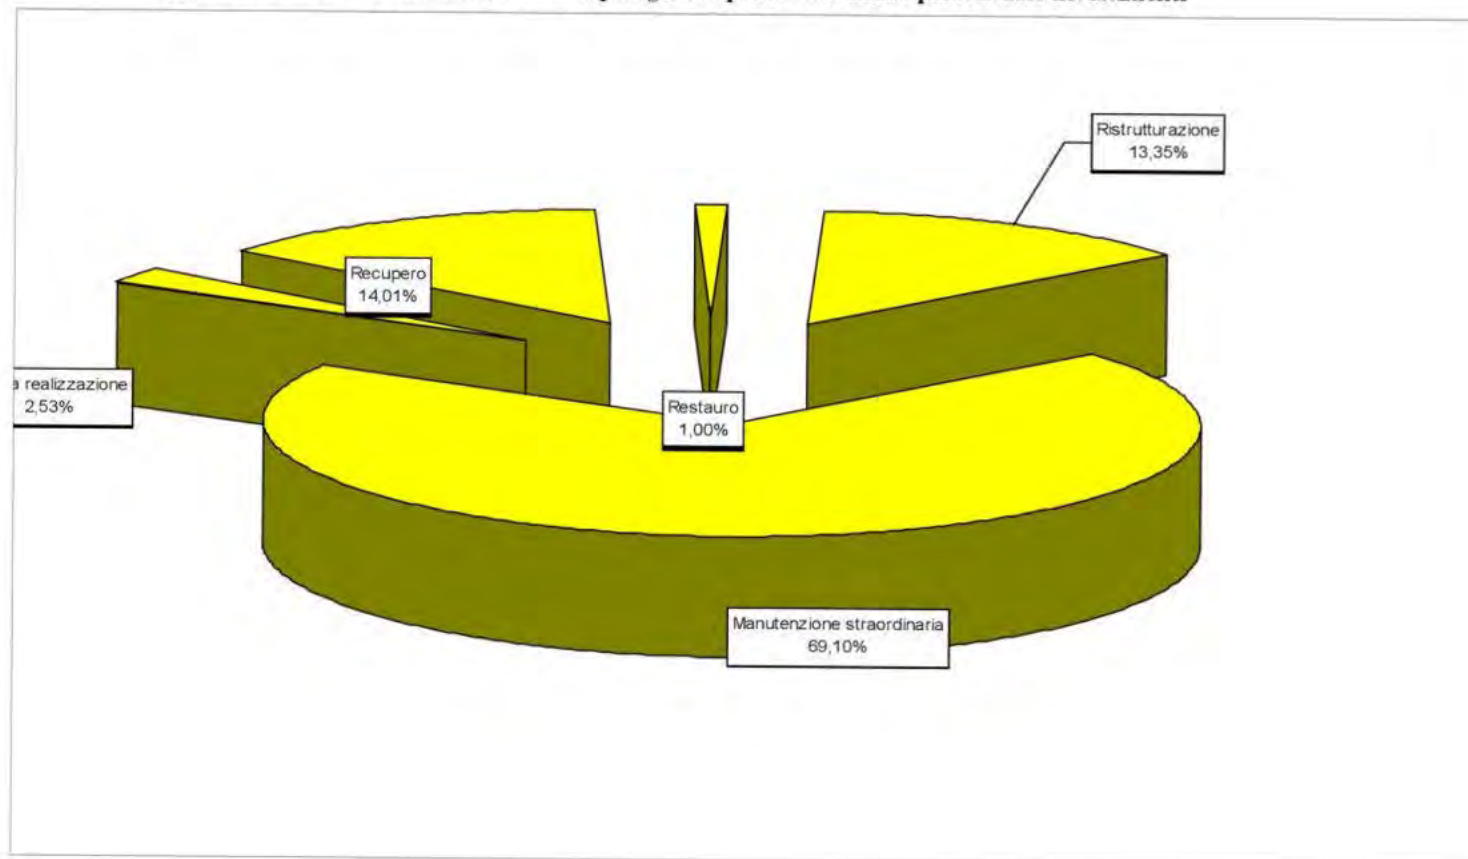 Ristrutturazione
13,35%
Recupero
14,01%
a realizzazione
2,53%
Restauro
1,00%
Manutenzione straordinaria
69,10%